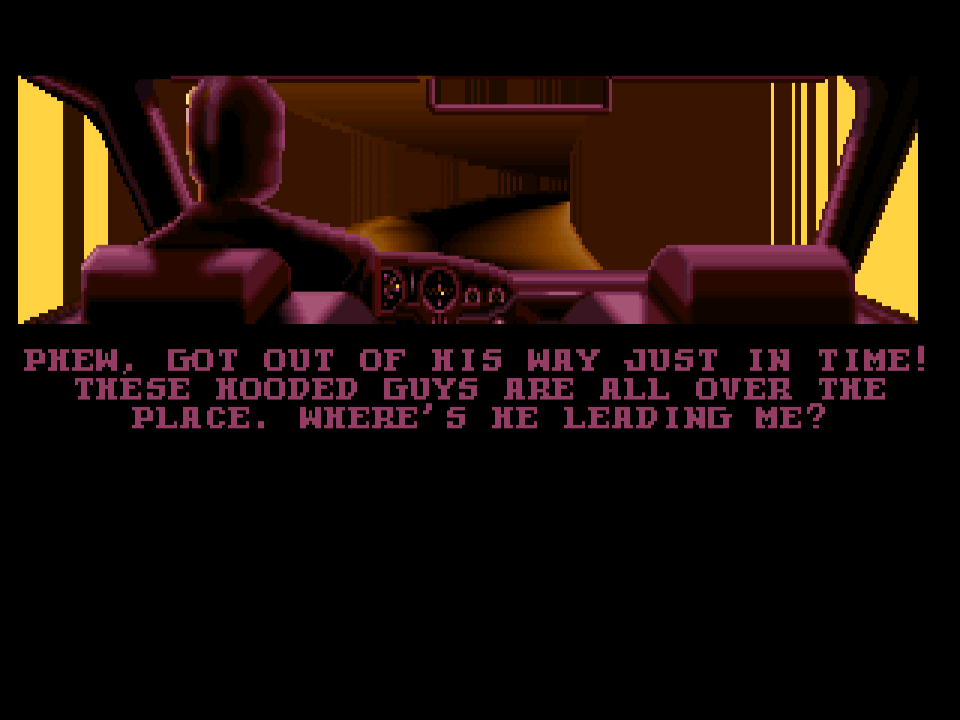 PHEW, GOT OUT OF HIS WAY JUST IN TIME!
THESE HOODED GUYS ARE ALL OVER THE
PLACE. WHERE'S HE LEADING ME?